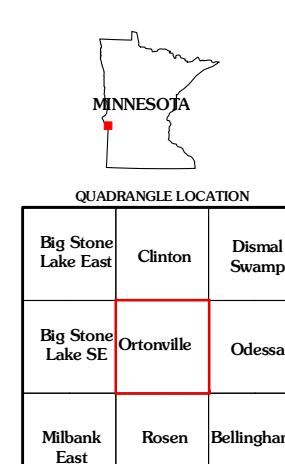 MINNESOTA
QUADRANGLE LOCATION
Big Stone
Lake East
Clinton
Dismal
Swamp
Big Stone
Lake SE
Ortonville
Odessa
Milbank
East
Rosen
Bellingham